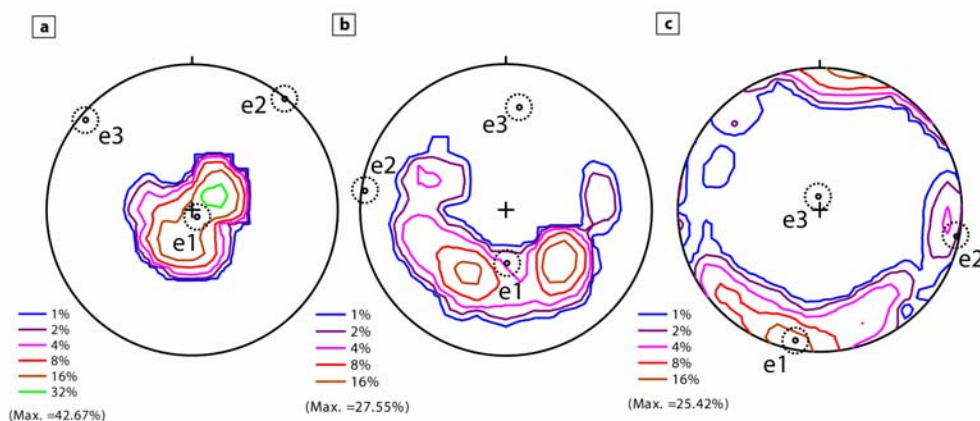 a
b
c
e3
e2
e1
1%
2%
4%
8%
16%
32%
(Max. =42.67%)
e2
e3
e1
1%
2%
4%
8%
16%
(Max. =27.55%)
e3
e2
e1
1%
2%
4%
8%
16%
(Max. =25.42%)